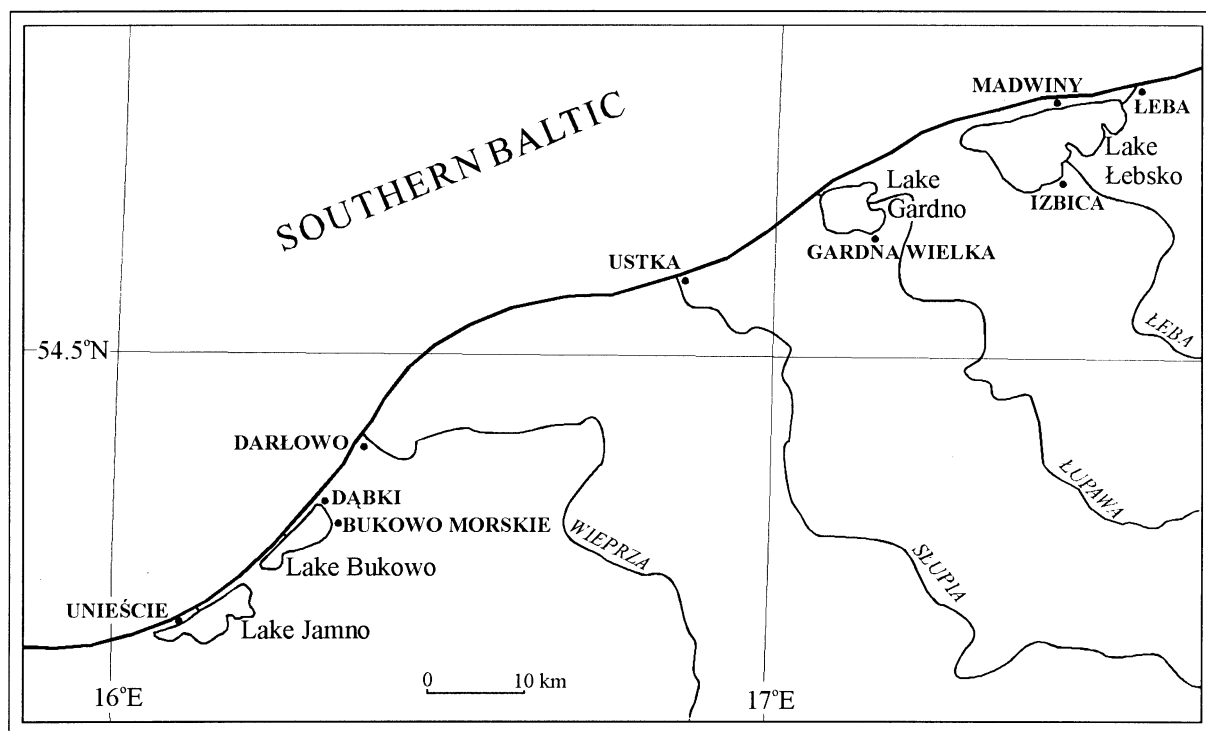 MADWINY
ŁEBA
SOUTHERN BALTIC
Lake
Łebsko
Lake
Gardno
IZBICA
GARDNA WIELKA
USTKA
ŁEBA
54.5°N
DARŁOWO
ŁUPAWA
DĄBKI
BUKOWO MORSKIE
WIEPRZA
SŁUPIA
Lake Bukowo
UNIEŚCIE
Lake Jamno
0 10 km
16°E
17°E